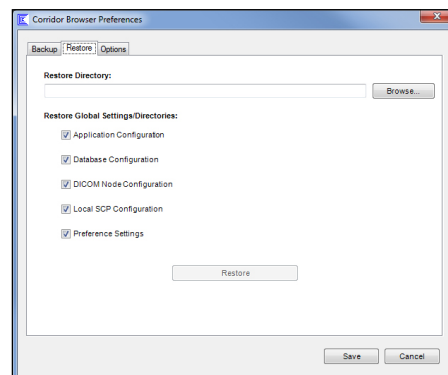 Corridor Browser Preferences
Backup Restore Options
Restore Directory:
Browse...
Restore Global Settings/Directories:
Application Configuraton
Database Configuration
DICOM Node Configuration
Local SCP Configuration
Preference Settings
Restore
Save Cancel